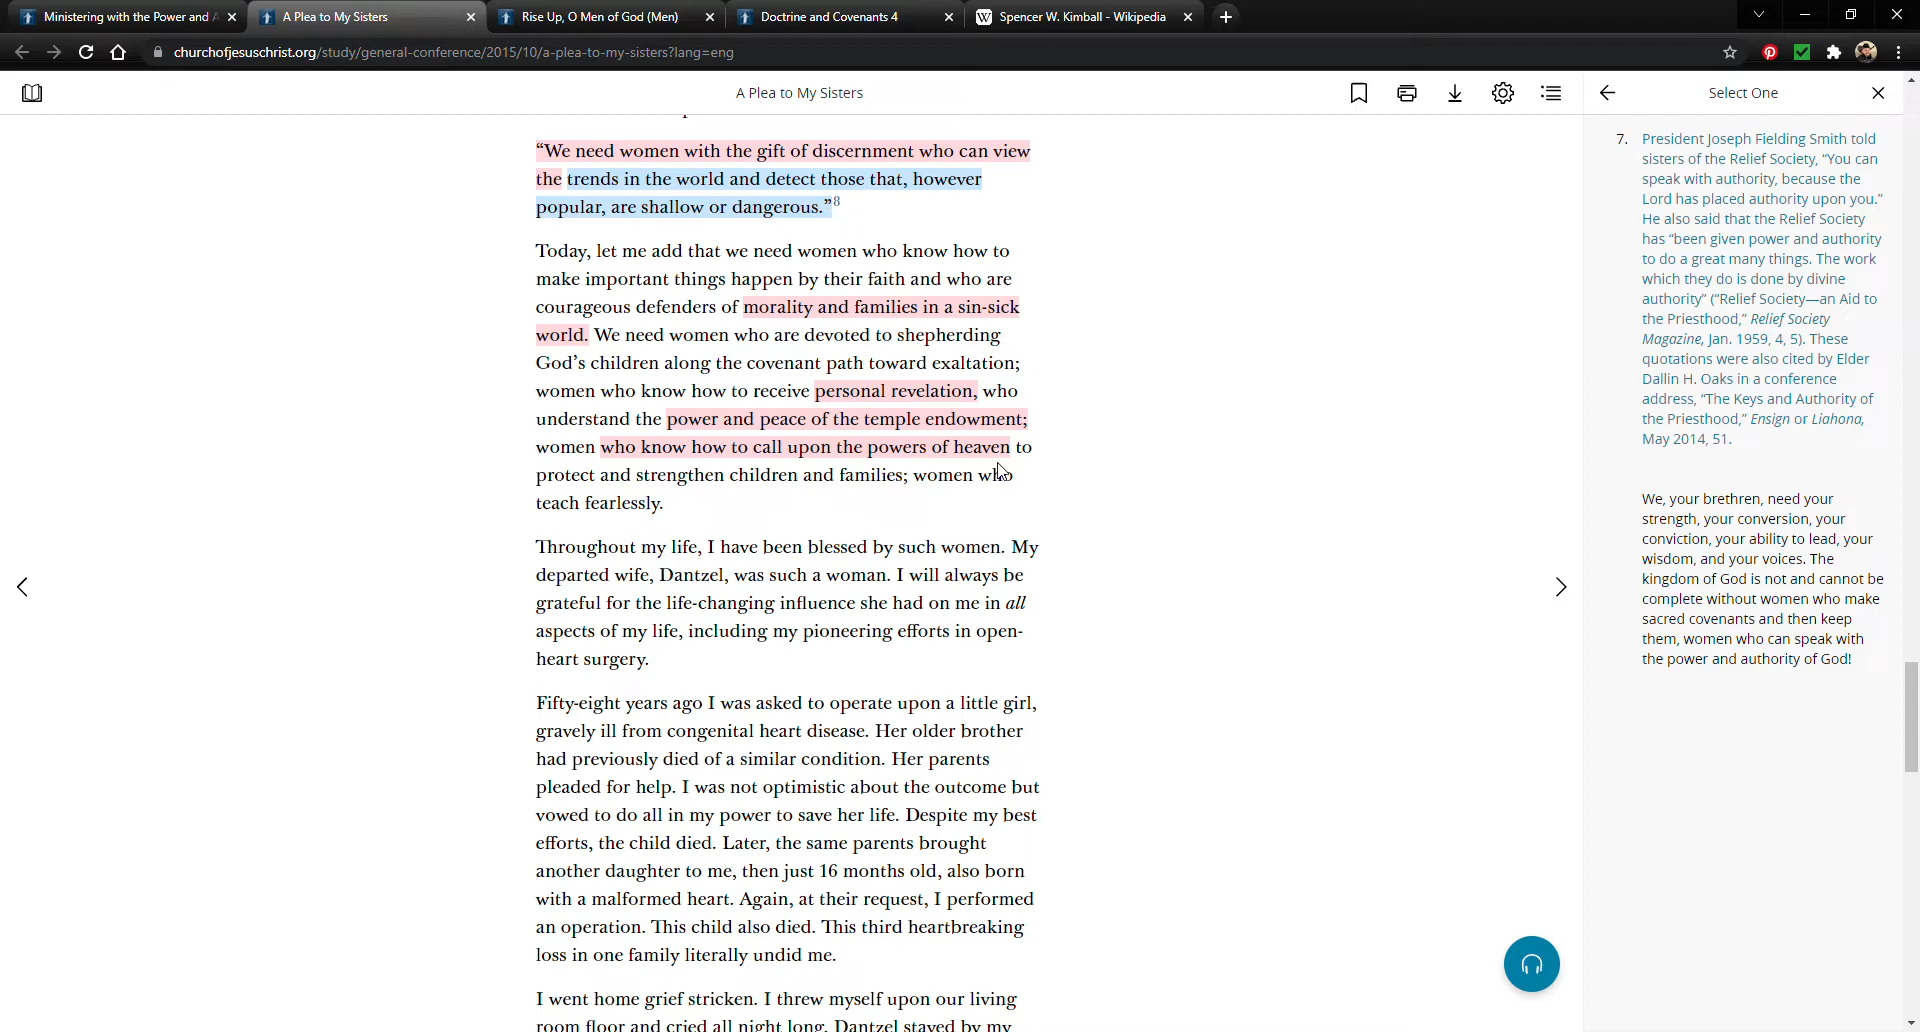 Ministering with the Power and A
A Plea to My Sisters
Rise Up, O Men of God (Men)
Doctrine and Covenants 4
W
Spencer W. Kimball - Wikipedia
churchofjesuschrist.org/study/general-conference/2015/10/a-plea-to-my-sisters?lang=eng
A Plea to My Sisters
“We need women with the gift of discernment who can view
the trends in the world and detect those that, however
popular, are shallow or dangerous.”8
Today, let me add that we need women who know how to
make important things happen by their faith and who are
courageous defenders of morality and families in a sin-sick
world. We need women who are devoted to shepherding
God’s children along the covenant path toward exaltation;
women who know how to receive personal revelation, who
understand the power and peace of the temple endowment;
women who know how to call upon the powers of heaven to
protect and strengthen children and families; women who
teach fearlessly.
Throughout my life, I have been blessed by such women. My
departed wife, Dantzel, was such a woman. I will always be
grateful for the life-changing influence she had on me in all
aspects of my life, including my pioneering efforts in open-
heart surgery.
Fifty-eight years ago I was asked to operate upon a little girl,
gravely ill from congenital heart disease. Her older brother
had previously died of a similar condition. Her parents
pleaded for help. I was not optimistic about the outcome but
vowed to do all in my power to save her life. Despite my best
efforts, the child died. Later, the same parents brought
another daughter to me, then just 16 months old, also born
with a malformed heart. Again, at their request, I performed
an operation. This child also died. This third heartbreaking
loss in one family literally undid me.
I went home grief stricken. I threw myself upon our living
room floor and cried all night long. Dantzel stayed by my
Select One
7. President Joseph Fielding Smith told
sisters of the Relief Society, “You can
speak with authority, because the
Lord has placed authority upon you.”
He also said that the Relief Society
has “been given power and authority
to do a great many things. The work
which they do is done by divine
authority” (“Relief Society—an Aid to
the Priesthood,” Relief Society
Magazine, Jan. 1959, 4, 5). These
quotations were also cited by Elder
Dallin H. Oaks in a conference
address, “The Keys and Authority of
the Priesthood,” Ensign or Liahona,
May 2014, 51.
We, your brethren, need your
strength, your conversion, your
conviction, your ability to lead, your
wisdom, and your voices. The
kingdom of God is not and cannot be
complete without women who make
sacred covenants and then keep
them, women who can speak with
the power and authority of God!